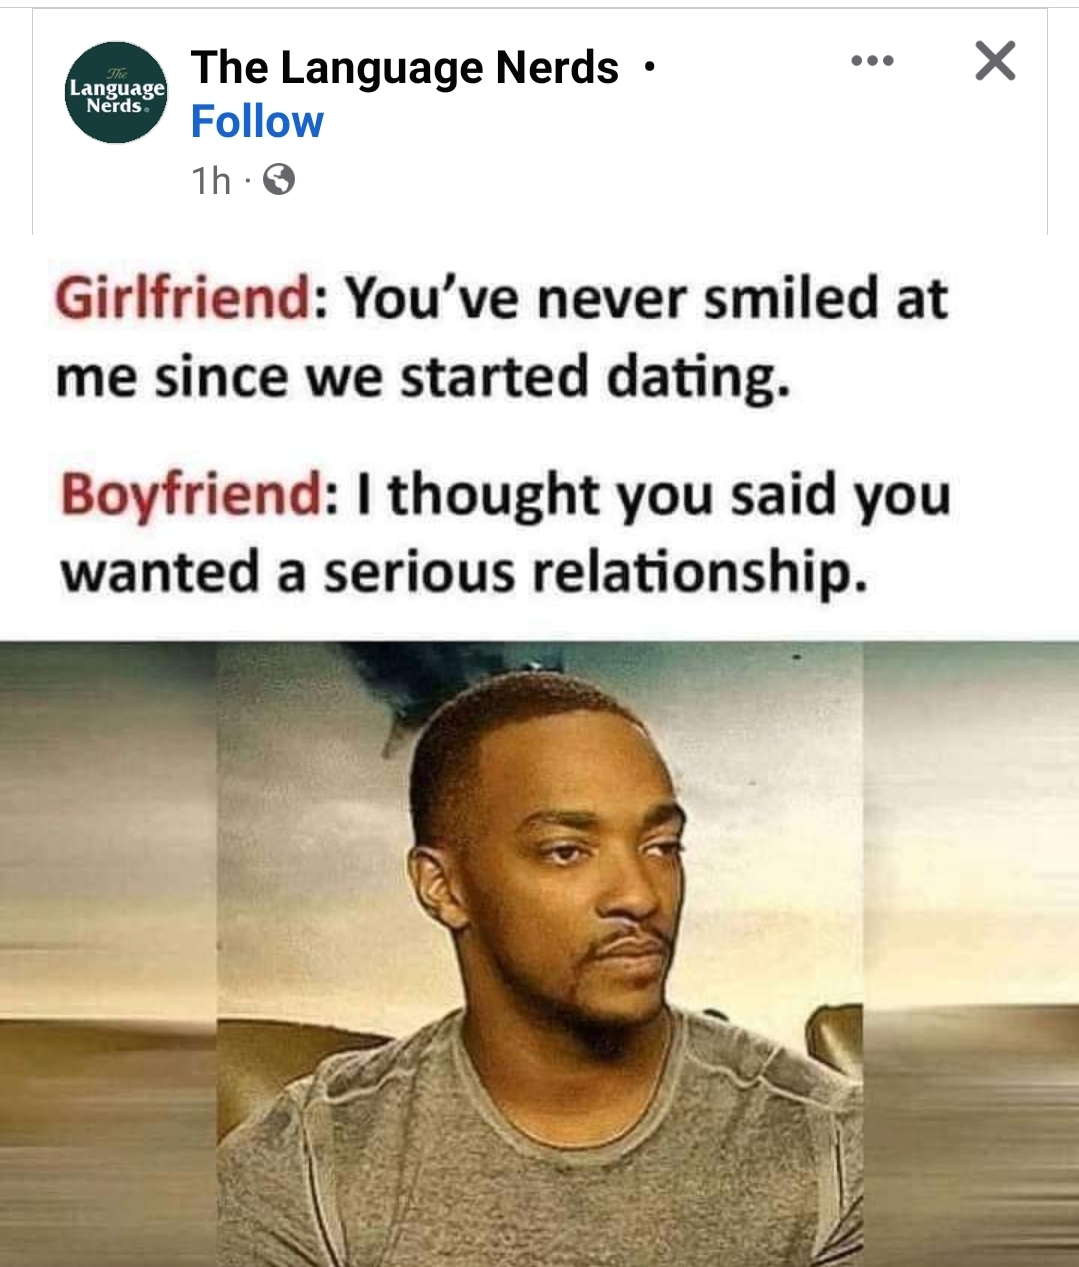 The
Language
Nerds.
The Language Nerds •
Follow
1h ·
Girlfriend: You’ve never smiled at
me since we started dating.
Boyfriend: I thought you said you
wanted a serious relationship.